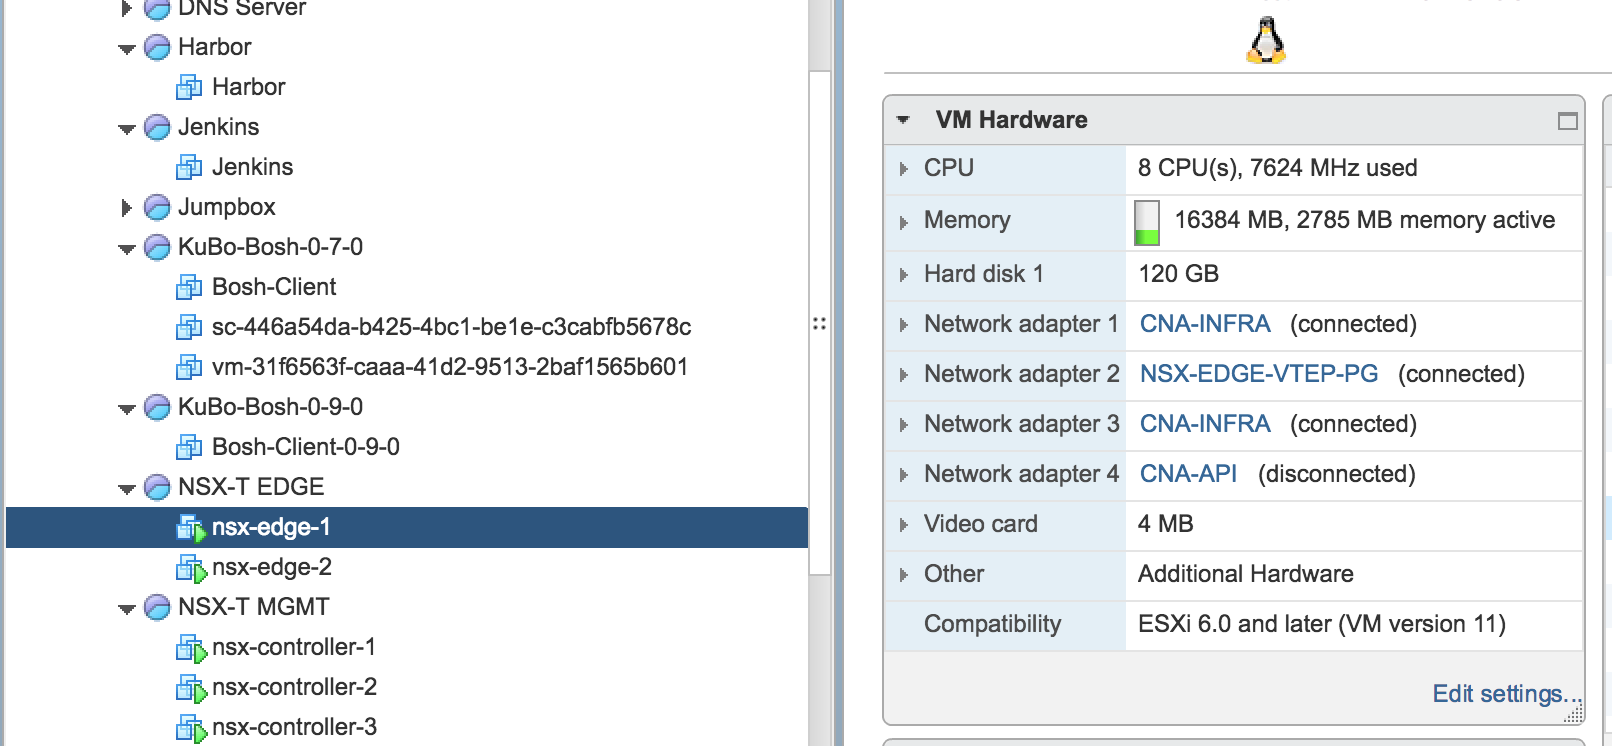 DNS Server
Harbor
Harbor
Jenkins
Jenkins
Jumpbox
KuBo-Bosh-0-7-0
Bosh-Client
sc-446a54da-b425-4bc1-be1e-c3cabfb5678c
vm-31f6563f-caaa-41d2-9513-2baf1565b601
KuBo-Bosh-0-9-0
Bosh-Client-0-9-0
NSX-T EDGE
nsx-edge-1
nsx-edge-2
NSX-T MGMT
nsx-controller-1
nsx-controller-2
nsx-controller-3
VM Hardware
CPU 8 CPU(s), 7624 MHz used
Memory 16384 MB, 2785 MB memory active
Hard disk 1 120 GB
Network adapter 1 CNA-INFRA (connected)
Network adapter 2 NSX-EDGE-VTEP-PG (connected)
Network adapter 3 CNA-INFRA (connected)
Network adapter 4 CNA-API (disconnected)
Video card 4 MB
Other Additional Hardware
Compatibility ESXi 6.0 and later (VM version 11)
Edit settings...